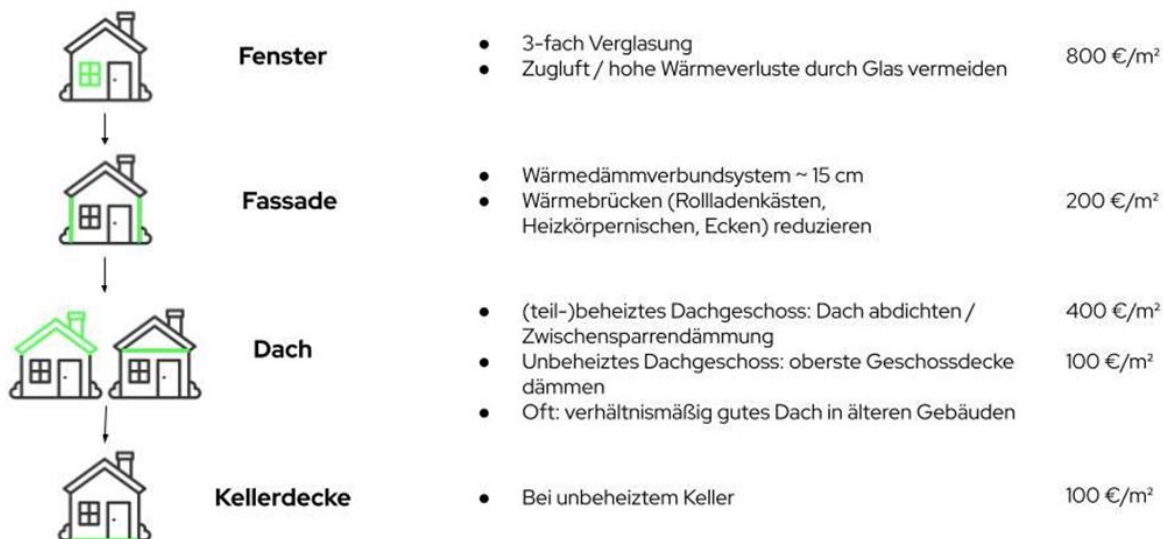 Fenster
3-fach Verglasung
Zugluft / hohe Wärmeverluste durch Glas vermeiden
800 €/m²
Fassade
Wärmedämmverbundsystem ~ 15 cm
Wärmebrücken (Rollladenkästen,
Heizkörpernischen, Ecken) reduzieren
200 €/m²
Dach
(teil-)beheiztes Dachgeschoss: Dach abdichten /
Zwischensparrendämmung
400 €/m²
Unbeheiztes Dachgeschoss: oberste Geschossdecke
dämmen
100 €/m²
Oft: verhältnismäßig gutes Dach in älteren Gebäuden
Kellerdecke
Bei unbeheiztem Keller
100 €/m²